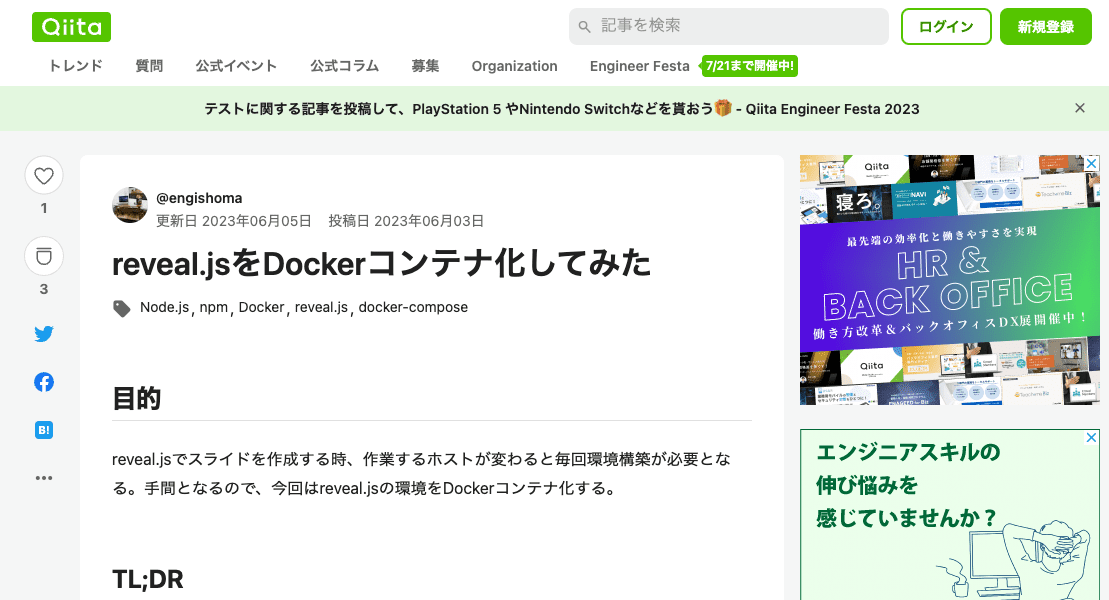 Qiita
記事を検索
ログイン
新規登録
トレンド 質問 公式イベント 公式コラム 募集 Organization Engineer Festa 7/21まで開催中!
テストに関する記事を投稿して、PlayStation 5 やNintendo Switchなどを貰おう🎁 - Qiita Engineer Festa 2023
1
3
B!
@engishoma
更新日 2023年06月05日 投稿日 2023年06月03日
reveal.jsをDockerコンテナ化してみた
Node.js, npm, Docker, reveal.js, docker-compose
目的
reveal.jsでスライドを作成する時、作業するホストが変わると毎回環境構築が必要とな
る。手間となるので、今回はreveal.jsの環境をDockerコンテナ化する。
TL;DR
Qiita
寝ろ。
最先端の効率化と働きやすさを実現
HR &
BACK OFFICE
働き方改革＆バックオフィスDX展開催中！
Qiita
エンジニアスキルの
伸び悩みを
感じていませんか？